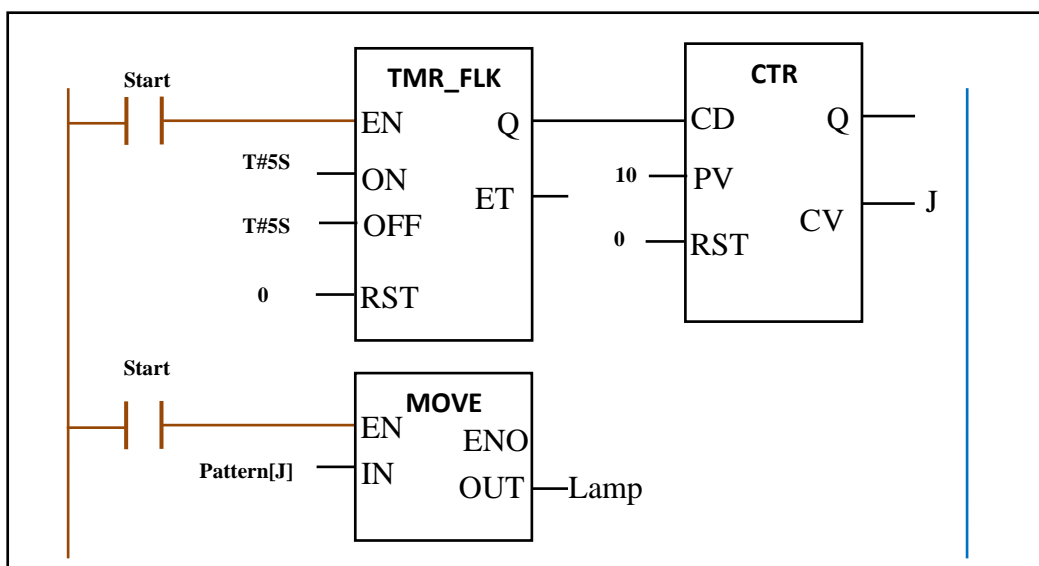 Start
TMR_FLK
EN
Q
T#5S
ON
ET
T#5S
OFF
0
RST
CTR
CD
Q
10
PV
CV
J
0
RST
Start
MOVE
EN
ENO
Pattern[J]
IN
OUT
Lamp